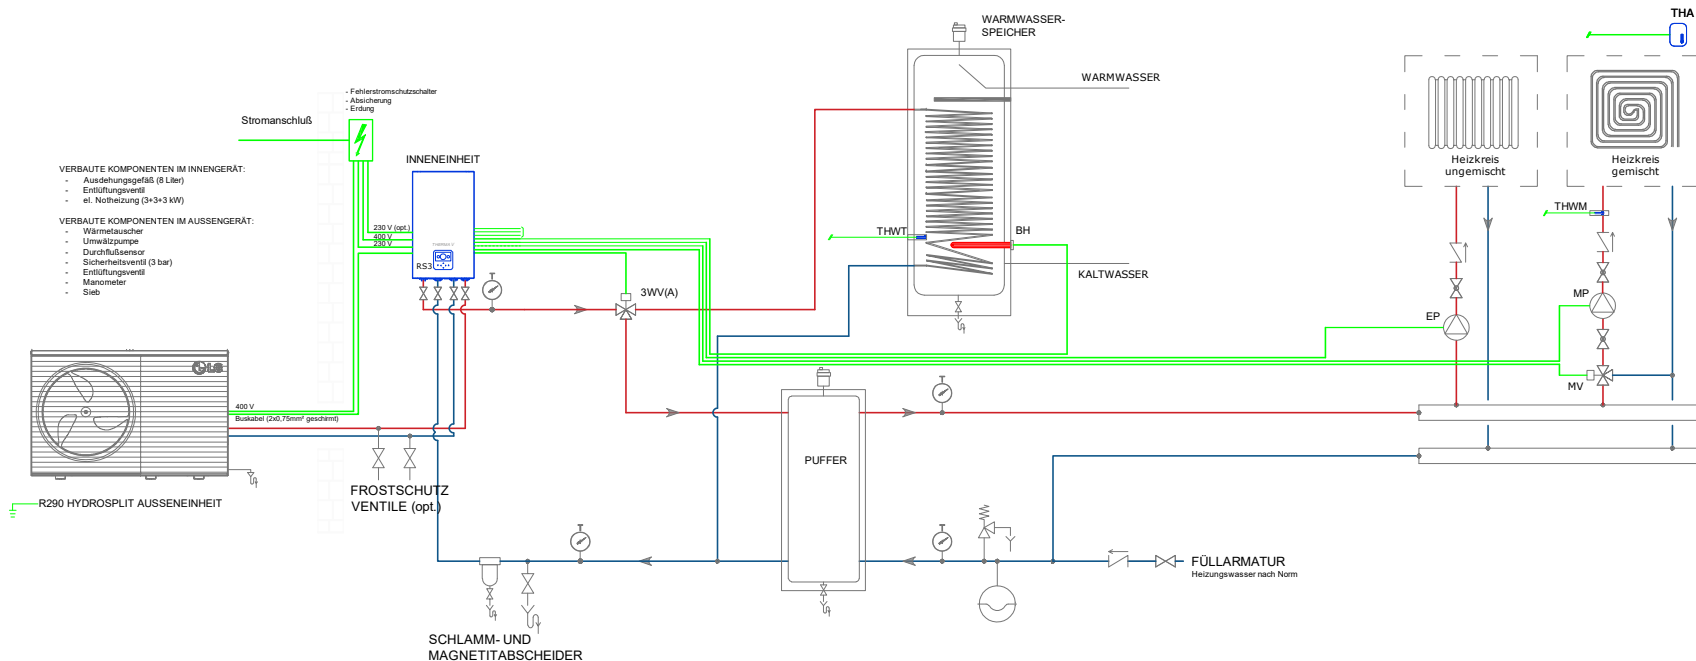 THA
WARMWASSER-
SPEICHER
WARMWASSER
- Fehlerstromschutzschalter
- Absicherung
- Erdung
Stromanschluß
INNENEINHEIT
VERBAUTE KOMPONENTEN IM INNENGERÄT:
- Ausdehungsgefäß (8 Liter)
- Entlüftungsventil
- el. Notheizung (3+3+3 kW)
VERBAUTE KOMPONENTEN IM AUSSENGERÄT:
- Wärmetauscher
- Umwälzpumpe
- Durchflußsensor
- Sicherheitsventil (3 bar)
- Entlüftungsventil
- Manometer
- Sieb
230 V (opt.)
400 V
230 V
THERMA V
RS3
T
3WV(A)
THWT
BH
KALTWASSER
Heizkreis
ungemischt
Heizkreis
gemischt
THWM
EP
MP
MV
LG
400 V
Buskabel (2x0,75mm² geschirmt)
R290 HYDROSPLIT AUSSENEINHEIT
FROSTSCHUTZ
VENTILE (opt.)
PUFFER
T
T
T
FÜLLARMATUR
Heizungswasser nach Norm
SCHLAMM- UND
MAGNETITABSCHEIDER